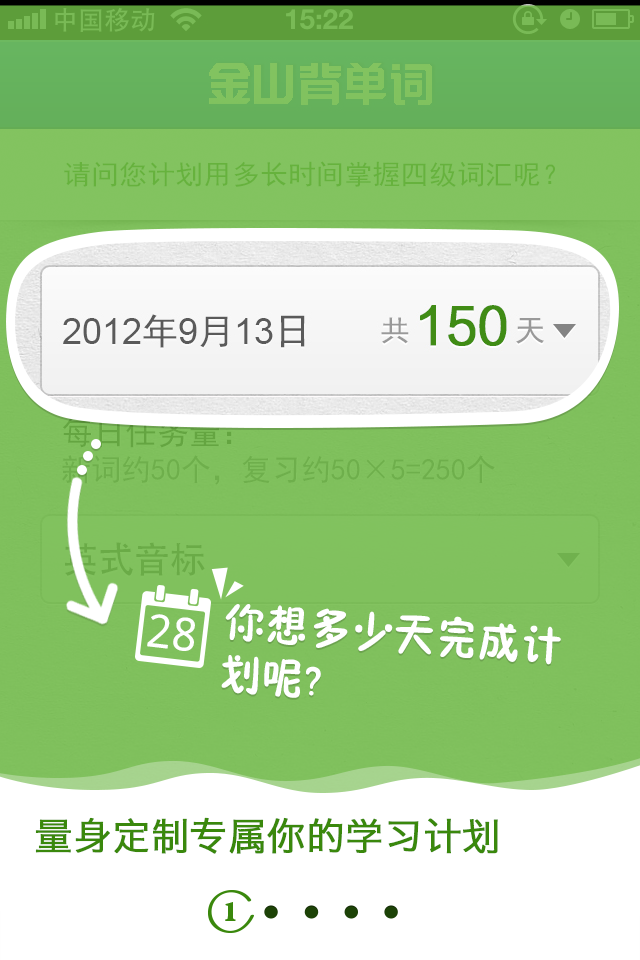 中国移动 15:22
金山背单词
请问您计划用多长时间掌握四级词汇呢？
2012年9月13日 共 150 天
每日任务量：
新词约50个，复习约50×5=250个
英式音标
28 你想多少天完成计
划呢?
量身定制专属你的学习计划
1